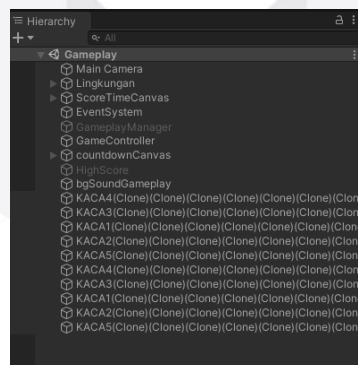 Hierarchy
All
Gameplay
Main Camera
Lingkungan
ScoreTimeCanvas
EventSystem
GameplayManager
GameController
countdownCanvas
HighScore
bgSoundGameplay
KACA4(Clone)(Clone)(Clone)(Clone)(Clone)(Clon
KACA3(Clone)(Clone)(Clone)(Clone)(Clone)(Clon
KACA1(Clone)(Clone)(Clone)(Clone)(Clone)(Clon
KACA2(Clone)(Clone)(Clone)(Clone)(Clone)(Clon
KACA5(Clone)(Clone)(Clone)(Clone)(Clone)(Clon
KACA4(Clone)(Clone)(Clone)(Clone)(Clone)(Clon
KACA3(Clone)(Clone)(Clone)(Clone)(Clone)(Clon
KACA1(Clone)(Clone)(Clone)(Clone)(Clone)(Clon
KACA2(Clone)(Clone)(Clone)(Clone)(Clone)(Clon
KACA5(Clone)(Clone)(Clone)(Clone)(Clone)(Clon